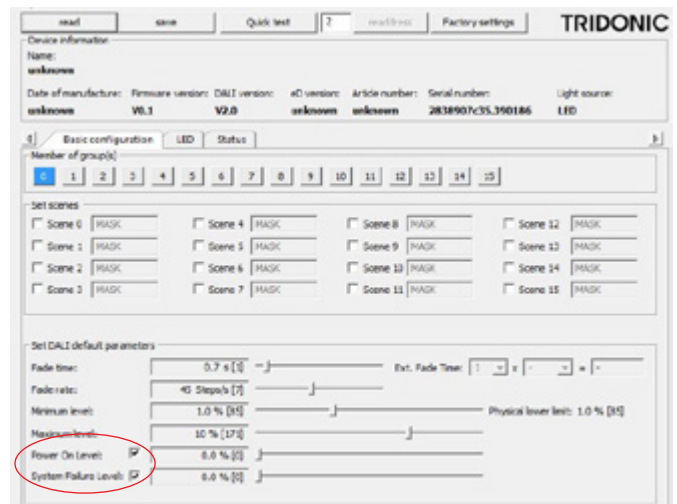 read save Quick test ? readdress Factory settings TRIDONIC
Device information
Name:
unknown
Date of manufacture: Firmware version: DALI version: eD version: Article number: Serial number: Light source:
unknown V0.1 V2.0 unknown unknown 2838907c35.390186 LED
Basic configuration LED Status
Member of group(s)
0 1 2 3 4 5 6 7 8 9 10 11 12 13 14 15
Set scenes
Scene 0 MASK Scene 4 MASK Scene 8 MASK Scene 12 MASK
Scene 1 MASK Scene 5 MASK Scene 9 MASK Scene 13 MASK
Scene 2 MASK Scene 6 MASK Scene 10 MASK Scene 14 MASK
Scene 3 MASK Scene 7 MASK Scene 11 MASK Scene 15 MASK
Set DALI default parameters
Fade time: 0.7 s [1] Ext. Fade Time: 1 x - = -
Fade rate: 45 Steps/s [7]
Minimum level: 1.0 % [85] Physical lower limit: 1.0 % [85]
Maximum level: 10 % [171]
Power On Level: 0.0 % [0]
System Failure Level: 0.0 % [0]